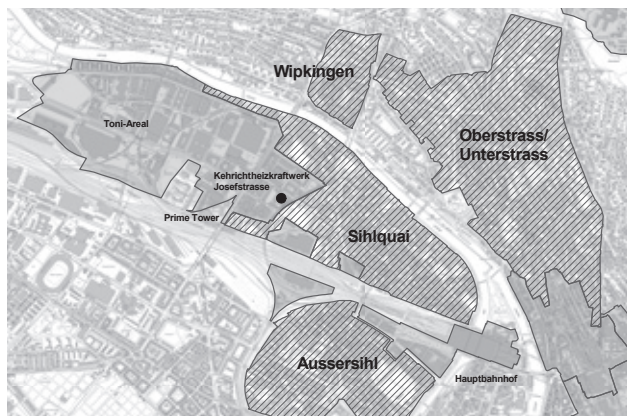 Wipkingen
Toni-Areal
Oberstrass/
Unterstrass
Kehrichtheizkraftwerk
Josefstrasse
Prime Tower
Sihlquai
Aussersihl
Hauptbahnhof